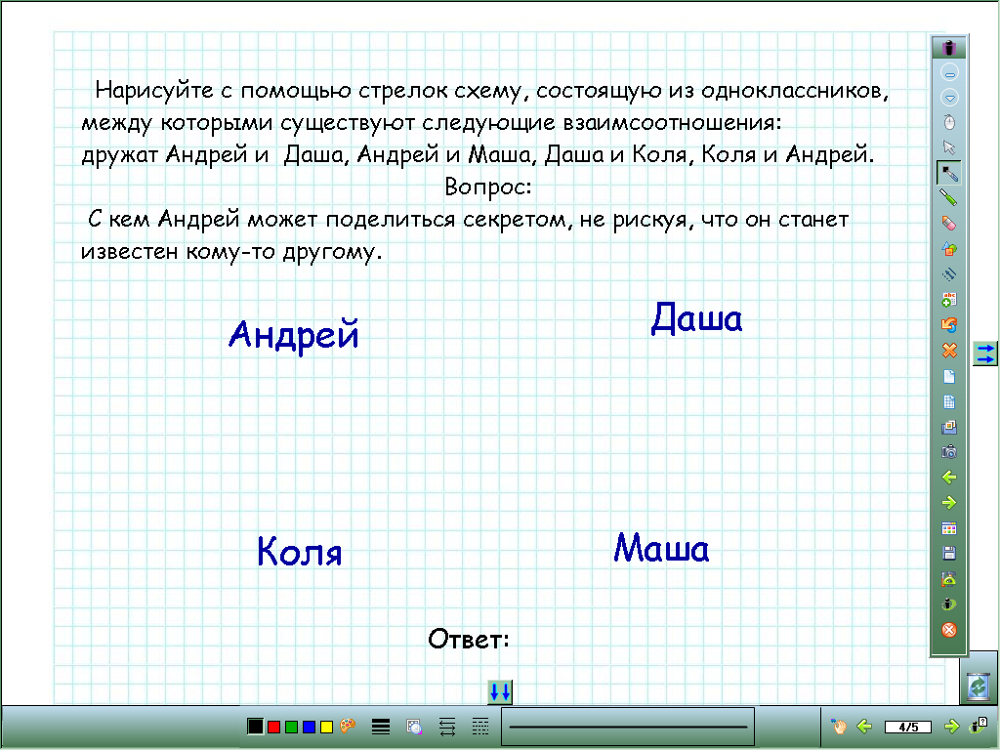 Нарисуйте с помощью стрелок схему, состоящую из одноклассников,
между которыми существуют следующие взаимсоотношения:
дружат Андрей и Даша, Андрей и Маша, Даша и Коля, Коля и Андрей.
Вопрос:
С кем Андрей может поделиться секретом, не рискуя, что он станет
известен кому-то другому.
Андрей
Даша
Коля
Маша
Ответ:
4/5